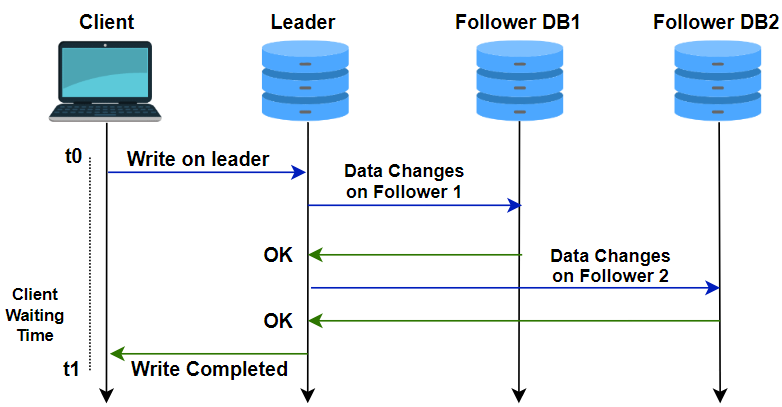 Client
Leader
Follower DB1
Follower DB2
t0
Write on leader
Data Changes
on Follower 1
OK
Data Changes
on Follower 2
Client
Waiting
Time
OK
t1
Write Completed